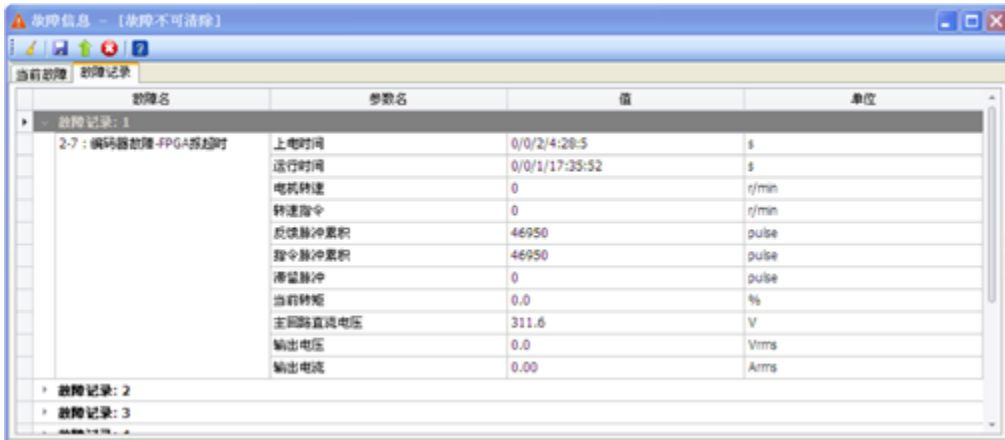 故障信息 - [故障不可清除]
当前故障 故障记录
故障名 参数名 值 单位
故障记录: 1
2-7：编码器故障-FPGA报超时 上电时间 0/0/2/4:28:5 s
运行时间 0/0/1/17:35:52 s
电机转速 0 r/min
转速指令 0 r/min
反馈脉冲累积 46950 pulse
指令脉冲累积 46950 pulse
滞留脉冲 0 pulse
当前转矩 0.0 %
主回路直流电压 311.6 V
输出电压 0.0 Vrms
输出电流 0.00 Arms
故障记录: 2
故障记录: 3